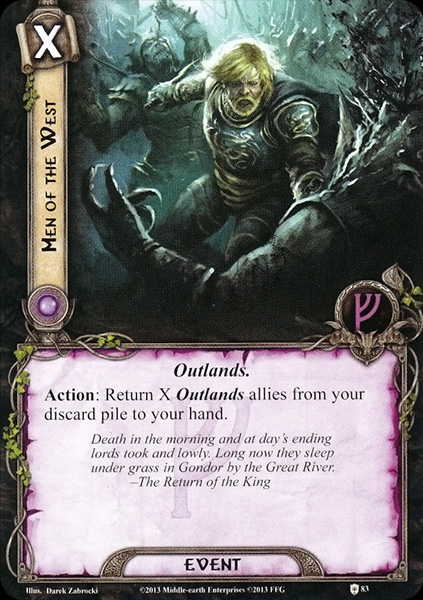 X
MEN OF THE WEST
Outlands.
Action: Return X Outlands allies from your
discard pile to your hand.
Death in the morning and at day's ending
lords took and lowly. Long now they sleep
under grass in Gondor by the Great River.
–The Return of the King
EVENT
Illus. Darek Zabrocki ©2013 Middle-earth Enterprises ©2013 FFG 83